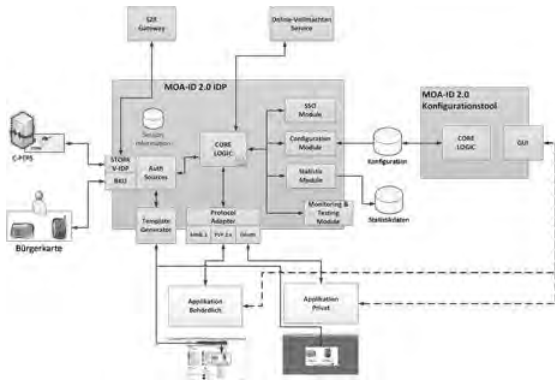 SZR
Gateway
Online-Vollmachten
Service
MOA-ID 2.0 IDP
MOA-ID 2.0
Konfigurationstool
Session
Information
SSO
Module
C-PEPS
STORK
V-IDP
BKU
Auth
Sources
CORE
LOGIC
Configuration
Module
Konfiguration
CORE
LOGIC
GUI
Statistic
Module
Statistikdaten
Template
Generator
Protocol
Adapter
Monitoring &
Testing
Module
SAML 1
PVP 2.x
OAuth
Bürgerkarte
Applikation
Behördlich
Applikation
Privat